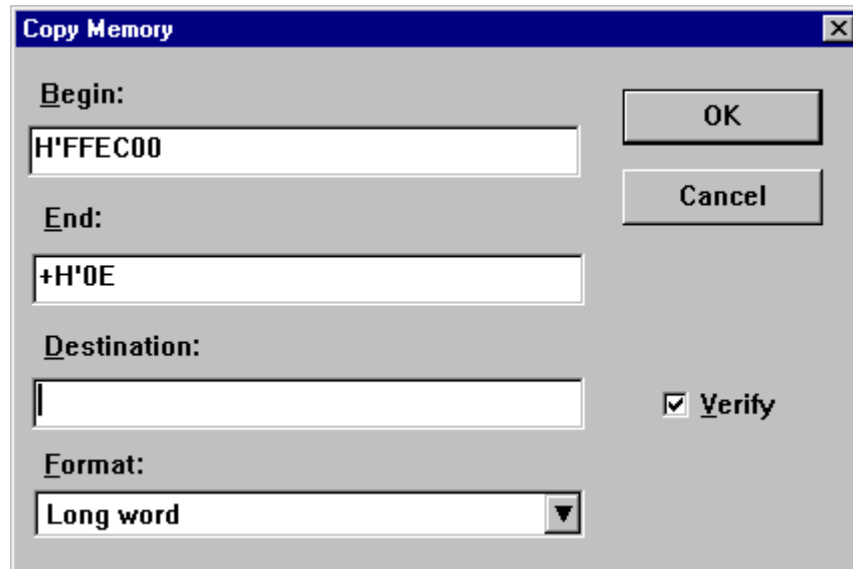 Copy Memory
Begin:
H'FFEC00
OK
Cancel
End:
+H'0E
Destination:
Verify
Format:
Long word